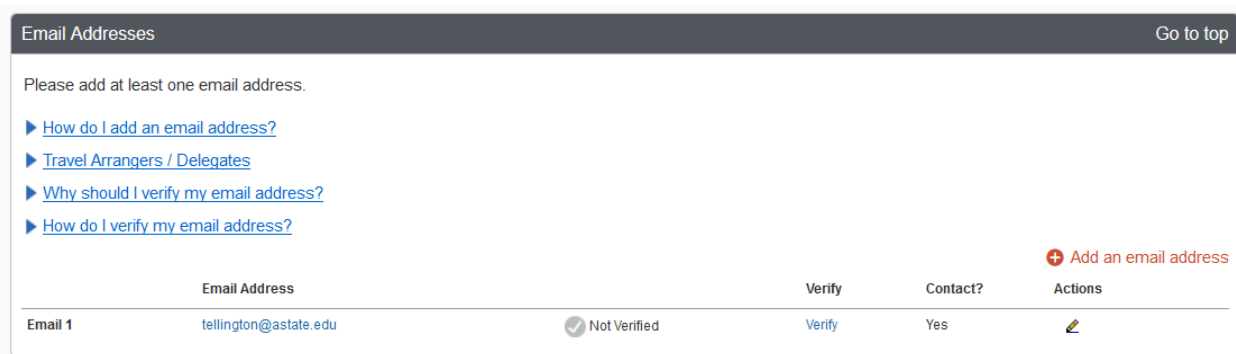 Email Addresses Go to top
Please add at least one email address.
How do I add an email address?
Travel Arrangers / Delegates
Why should I verify my email address?
How do I verify my email address?
Add an email address
Email Address Verify Contact? Actions
Email 1 tellington@astate.edu Not Verified Verify Yes